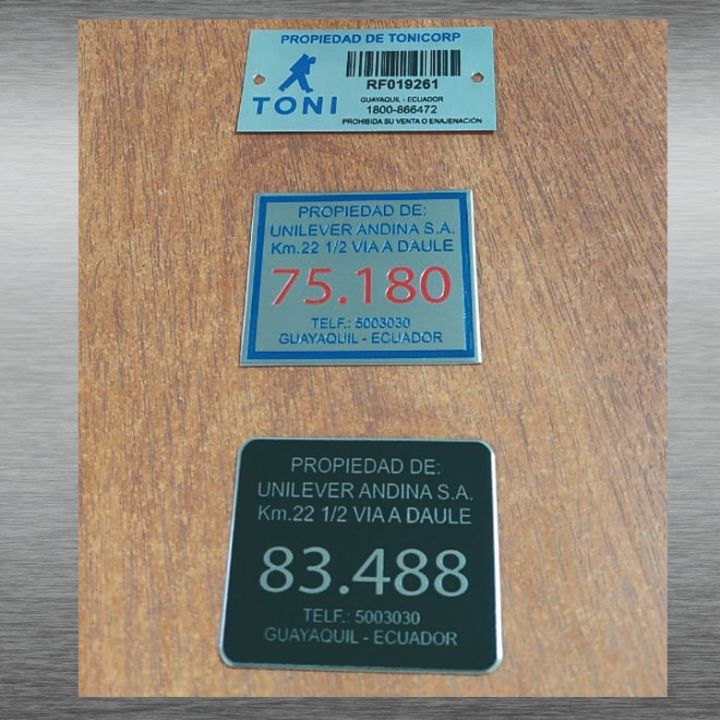 PROPIEDAD DE TONICORP
RF019261
TONI
GUAYAQUIL - ECUADOR
1800-866472
PROHIBIDA SU VENTA O ENAJENACIÓN
PROPIEDAD DE:
UNILEVER ANDINA S.A.
Km.22 1/2 VIA A DAULE
75.180
TELF.: 5003030
GUAYAQUIL - ECUADOR
PROPIEDAD DE:
UNILEVER ANDINA S.A.
Km.22 1/2 VIA A DAULE
83.488
TELF.: 5003030
GUAYAQUIL - ECUADOR